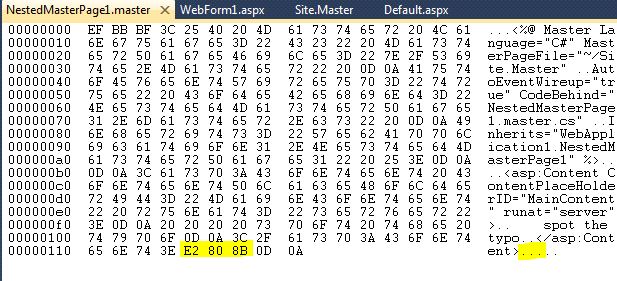 NestedMasterPage1.master × WebForm1.aspx Site.Master Default.aspx
00000000 EF BB BF 3C 25 40 20 4D 61 73 74 65 72 20 4C 61 ...<%@ Master La
00000010 6E 67 75 61 67 65 3D 22 43 23 22 20 4D 61 73 74 nguage="C#" Mast
00000020 65 72 50 61 67 65 46 69 6C 65 3D 22 7E 2F 53 69 erPageFile="~/Si
00000030 74 65 2E 4D 61 73 74 65 72 22 20 0D 0A 41 75 74 te.Master" ..Aut
00000040 6F 45 76 65 6E 74 57 69 72 65 75 70 3D 22 74 72 oEventWireup="tr
00000050 75 65 22 20 43 6F 64 65 42 65 68 69 6E 64 3D 22 ue" CodeBehind="
00000060 4E 65 73 74 65 64 4D 61 73 74 65 72 50 61 67 65 NestedMasterPage
00000070 31 2E 6D 61 73 74 65 72 2E 63 73 22 20 0D 0A 49 1.master.cs" ..I
00000080 6E 68 65 72 69 74 73 3D 22 57 65 62 41 70 70 6C nherits="WebAppl
00000090 69 63 61 74 69 6F 6E 31 2E 4E 65 73 74 65 64 4D ication1.NestedM
000000a0 61 73 74 65 72 50 61 67 65 31 22 20 25 3E 0D 0A asterPage1" %>..
000000b0 0D 0A 3C 61 73 70 3A 43 6F 6E 74 65 6E 74 20 43 ..<asp:Content C
000000c0 6F 6E 74 65 6E 74 50 6C 61 63 65 48 6F 6C 64 65 ontentPlaceHolde
000000d0 72 49 44 3D 22 4D 61 69 6E 43 6F 6E 74 65 6E 74 rID="MainContent
000000e0 22 20 72 75 6E 61 74 3D 22 73 65 72 76 65 72 22 " runat="server"
000000f0 3E 0D 0A 20 20 20 20 73 70 6F 74 20 74 68 65 20 >..    spot the
00000100 74 79 70 6F 0D 0A 3C 2F 61 73 70 3A 43 6F 6E 74 typo..</asp:Cont
00000110 65 6E 74 3E E2 80 8B 0D 0A ent>.....